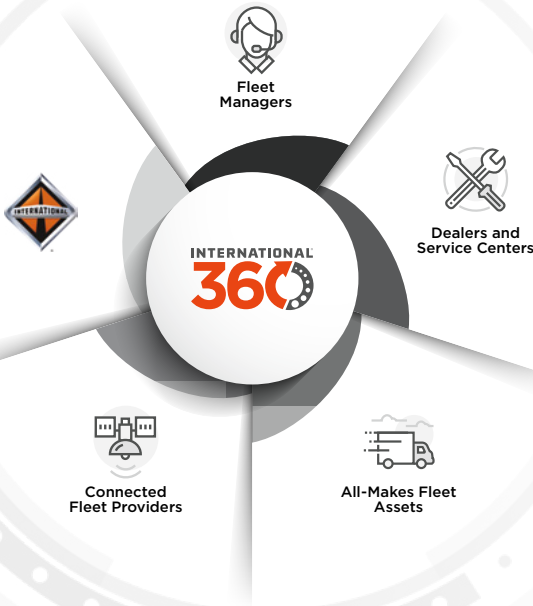 Fleet
Managers
INTERNATIONAL
Dealers and
Service Centers
INTERNATIONAL
360
Connected
Fleet Providers
All-Makes Fleet
Assets